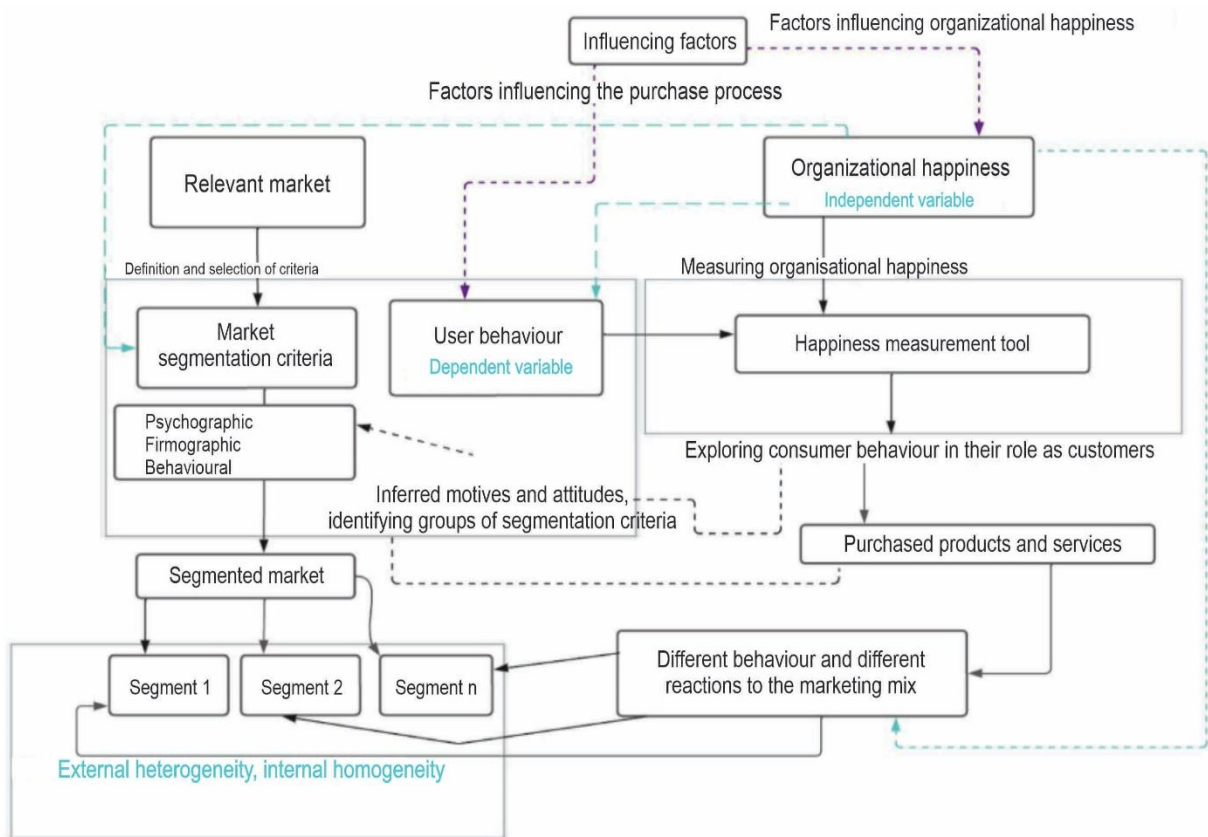 Factors influencing organizational happiness
Influencing factors
Factors influencing the purchase process
Relevant market
Organizational happiness
Independent variable
Definition and selection of criteria
Measuring organisational happiness
Market
segmentation criteria
User behaviour
Dependent variable
Happiness measurement tool
Psychographic
Firmographic
Behavioural
Exploring consumer behaviour in their role as customers
Inferred motives and attitudes,
identifying groups of segmentation criteria
Purchased products and services
Segmented market
Different behaviour and different
reactions to the marketing mix
Segment 1
Segment 2
Segment n
External heterogeneity, internal homogeneity